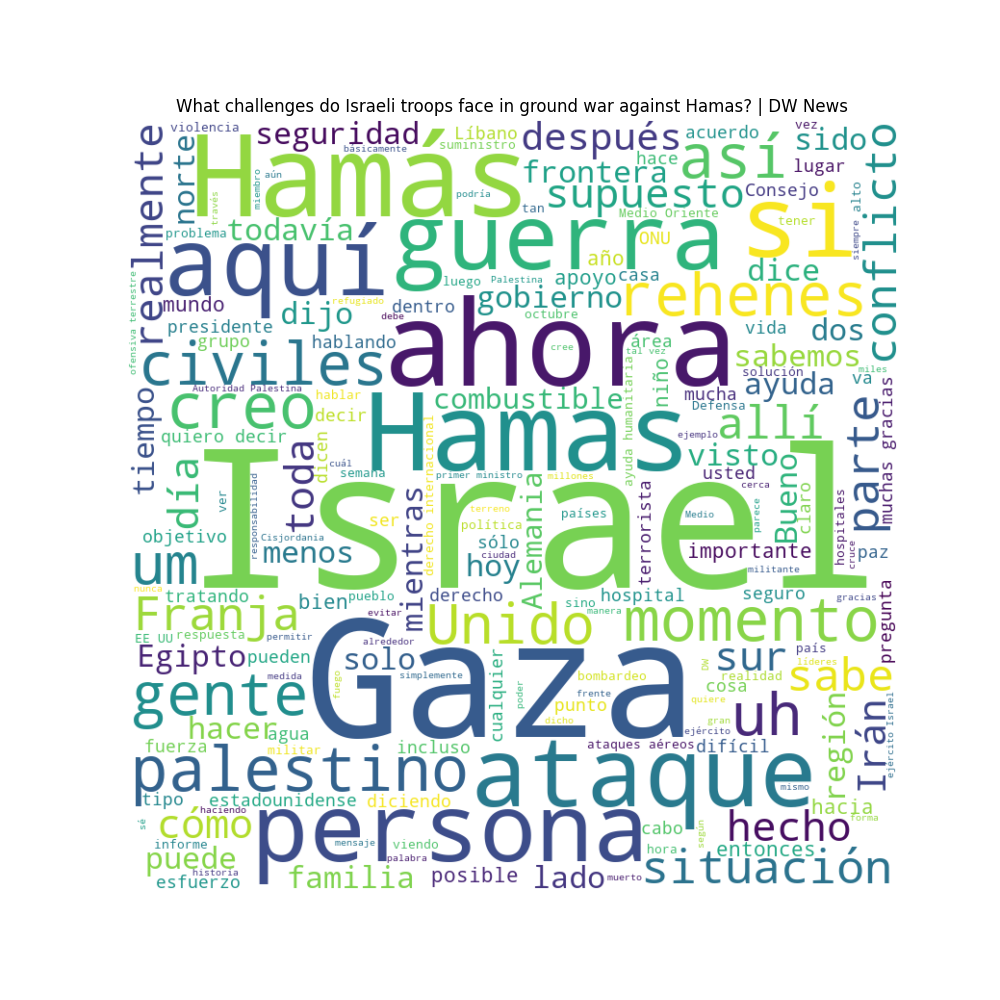 What challenges do Israeli troops face in ground war against Hamas? | DW News
violencia
seguridad
Líbano
suministro
después
acuerdo
vez
sido
básicamente
Hamás
así
hace
lugar
frontera
supuesto
Consejo
siempre alto
conflicto
realmente
norte
aún
miembro
través
podría
tan
Medio Oriente
si
tener
problema
todavía
aquí
guerra
ONU
año
dice
luego
Palestina
apoyo
casa
ofensiva terrestre
mundo
refugiado
dentro
gobierno
rehenes
dijo
debe
octubre
presidente
grupo
hablando
ahora
área
vida
dos
cree
tal vez
civiles
sabemos
miles
solución
niño
Autoridad Palestina
hablar
mucha
ayuda
va
tiempo
creo
decir
combustible
Defensa
allí
parte
muchas gracias
quiero decir
Hamas
ejemplo
ayuda humanitaria
dicen
toda
cuál
semana
primer ministro
millones
visto
usted
cerca
Bueno
claro
día
ver
responsabilidad
Israel
derecho internacional
mientras
terreno
países
Medio
parece
terrorista
hospitales
cruce
objetivo
Cisjordania
ser
política
Alemania
menos
sólo
ciudad
importante
paz
um
hoy
militante
nunca
tratando
bien
pueblo
derecho
sino
hospital
seguro
gracias
Franja
evitar
Unido
manera
momento
pregunta
EE UU
respuesta
permitir
alrededor
país
Egipto
pueden
solo
Gaza
sur
DW
líderes
sabe
medida
simplemente
cualquier
bombardeo
realidad
cosa
quiere
gente
fuego
poder
frente
punto
dicho
gran
uh
región
Irán
ejército Israel
hacer
agua
ejército
fuerza
militar
incluso
ataques aéreos
difícil
palestino
ataque
mismo
tipo
estadounidense
diciendo
hacia
haciendo
forma
sé
cómo
persona
cabo
según
hecho
informe
mensaje
viendo
hora
entonces
puede
historia
palabra
esfuerzo
familia
posible
lado
muerto
situación